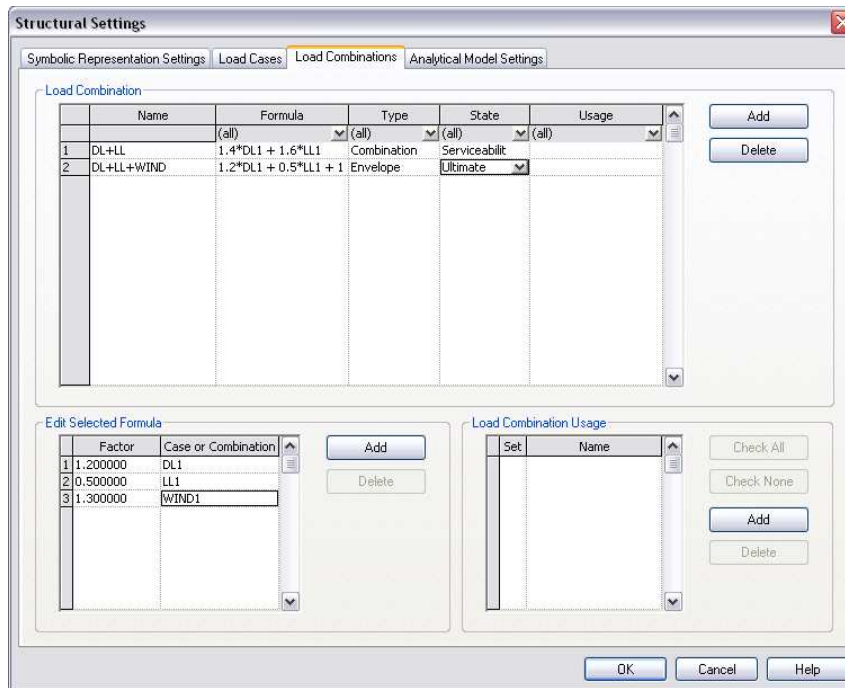 Structural Settings
Symbolic Representation Settings Load Cases Load Combinations Analytical Model Settings
Load Combination
Name Formula Type State Usage
(all) (all) (all) (all)
1 DL+LL 1.4*DL1 + 1.6*LL1 Combination Serviceabilit
2 DL+LL+WIND 1.2*DL1 + 0.5*LL1 + 1 Envelope Ultimate
Add
Delete
Edit Selected Formula
Factor Case or Combination
1 1.200000 DL1
2 0.500000 LL1
3 1.300000 WIND1
Add
Delete
Load Combination Usage
Set Name
Check All
Check None
Add
Delete
OK Cancel Help